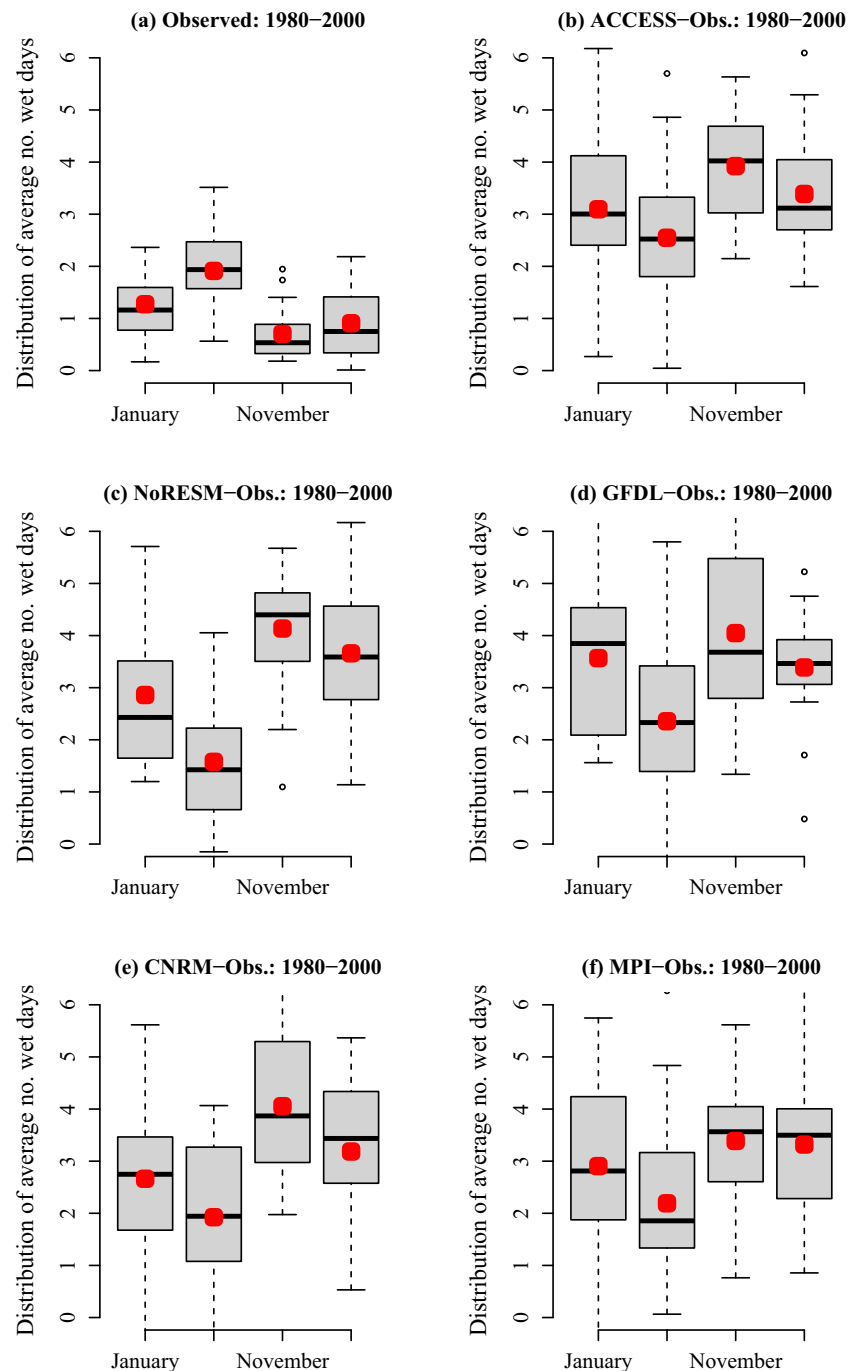 (a) Observed: 1980−2000
Distribution of average no. wet days
0 1 2 3 4 5 6
January November
(b) ACCESS−Obs.: 1980−2000
Distribution of average no. wet days
0 1 2 3 4 5 6
January November
(c) NoRESM−Obs.: 1980−2000
Distribution of average no. wet days
0 1 2 3 4 5 6
January November
(d) GFDL−Obs.: 1980−2000
Distribution of average no. wet days
0 1 2 3 4 5 6
January November
(e) CNRM−Obs.: 1980−2000
Distribution of average no. wet days
0 1 2 3 4 5 6
January November
(f) MPI−Obs.: 1980−2000
Distribution of average no. wet days
0 1 2 3 4 5 6
January November